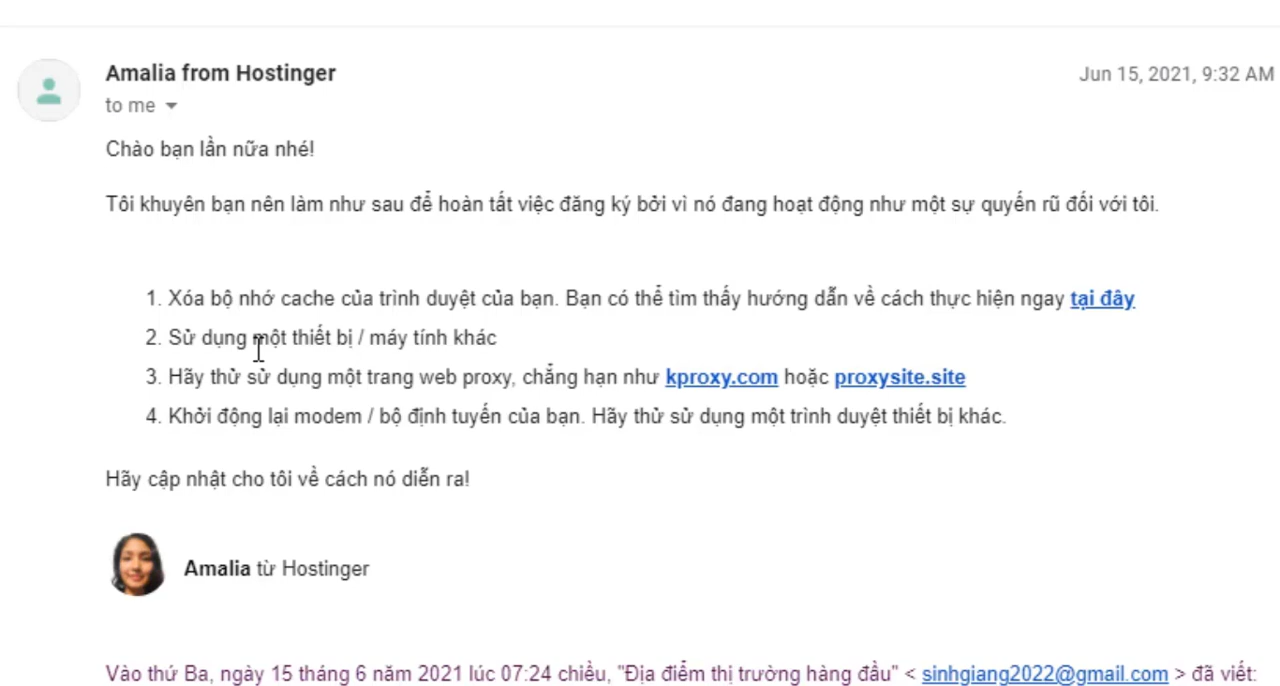 Amalia from Hostinger
Jun 15, 2021, 9:32 AM
to me
Chào bạn lần nữa nhé!
Tôi khuyên bạn nên làm như sau để hoàn tất việc đăng ký bởi vì nó đang hoạt động như một sự quyến rũ đối với tôi.
1. Xóa bộ nhớ cache của trình duyệt của bạn. Bạn có thể tìm thấy hướng dẫn về cách thực hiện ngay tại đây
2. Sử dụng một thiết bị / máy tính khác
3. Hãy thử sử dụng một trang web proxy, chẳng hạn như kproxy.com hoặc proxysite.site
4. Khởi động lại modem / bộ định tuyến của bạn. Hãy thử sử dụng một trình duyệt thiết bị khác.
Hãy cập nhật cho tôi về cách nó diễn ra!
Amalia từ Hostinger
Vào thứ Ba, ngày 15 tháng 6 năm 2021 lúc 07:24 chiều, "Địa điểm thị trường hàng đầu" < sinhgiang2022@gmail.com > đã viết: